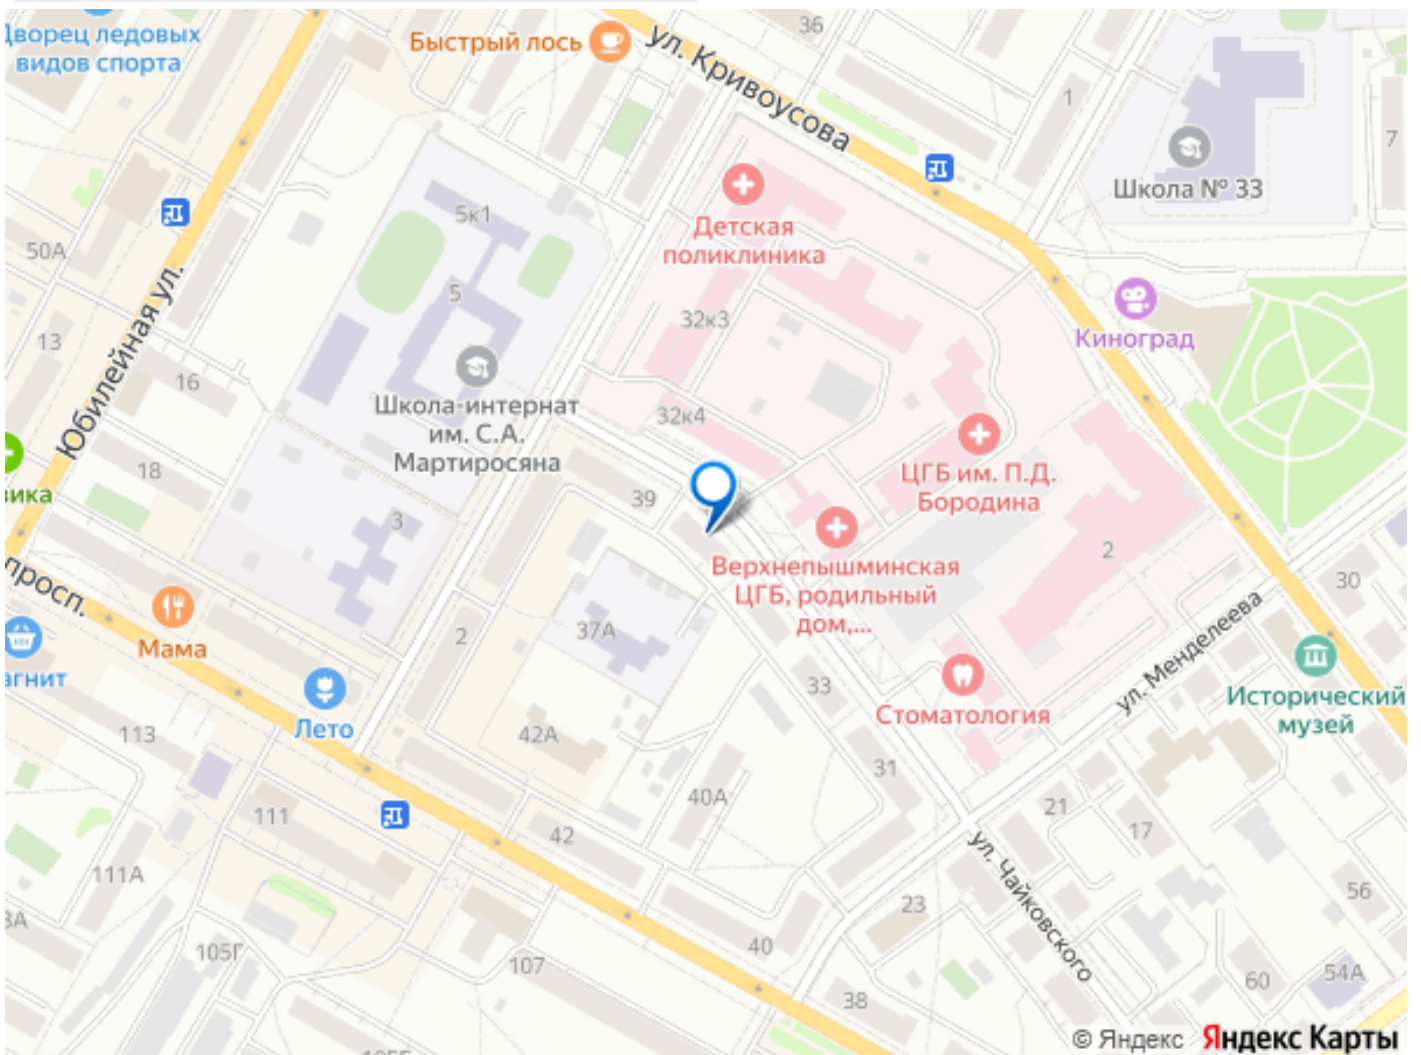 Дворец ледовых
видов спорта
Быстрый лось
36
ул. Кривоусова
1
7
Школа № 33
Детская
поликлиника
5к1
50А
5
32к3
Киноград
13
Юбилейная ул.
16
Школа-интернат
им. С.А.
Мартиросяна
32к4
18
39
ЦГБ им. П.Д.
Бородина
3
2
Верхнепышминская
ЦГБ, родильный
дом,...
просп.
30
ул. Менделеева
Мама
2
37А
33
Стоматология
Исторический
музей
Лето
113
42А
31
40А
21
17
111
42
ул. Чайковского
111А
23
56
105Г
107
40
60
54А
38
© Яндекс Яндекс Карты